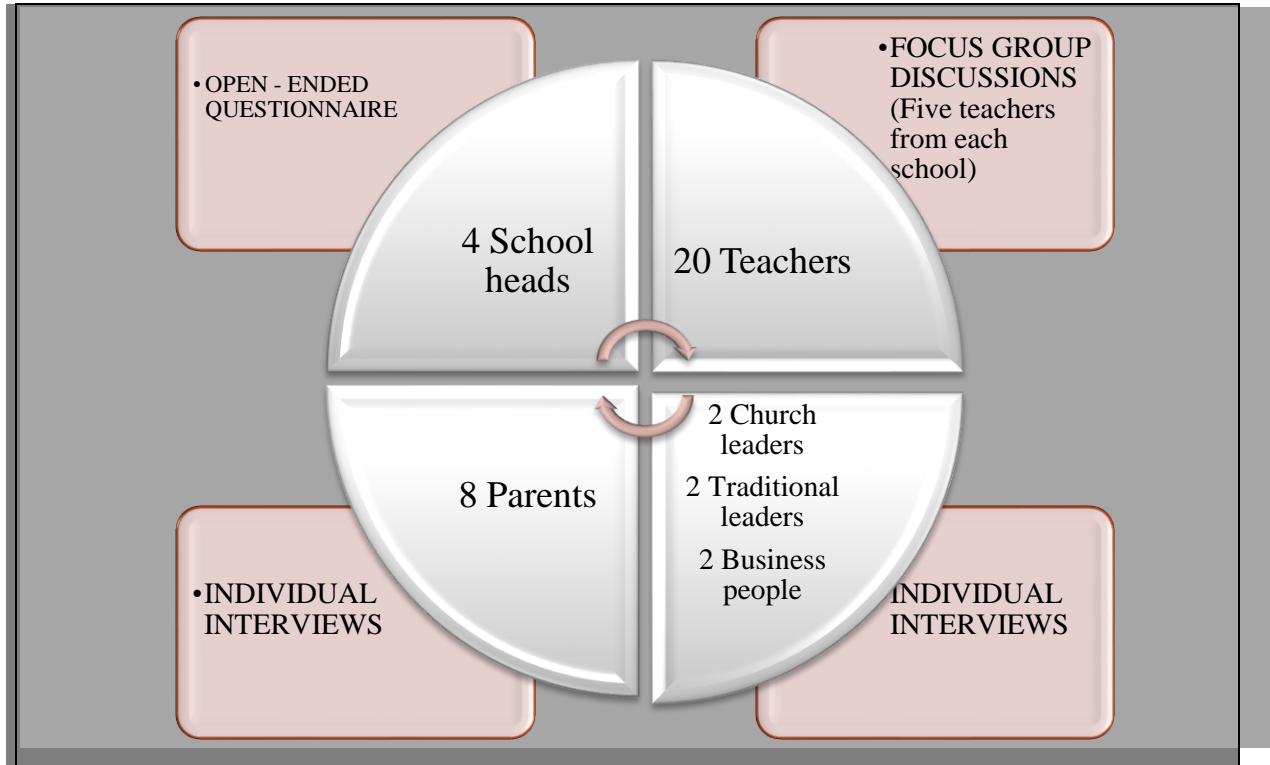 • OPEN - ENDED
QUESTIONNAIRE
•FOCUS GROUP
DISCUSSIONS
(Five teachers
from each
school)
4 School
heads
20 Teachers
8 Parents
2 Church
leaders
2 Traditional
leaders
2 Business
people
•INDIVIDUAL
INTERVIEWS
INDIVIDUAL
INTERVIEWS